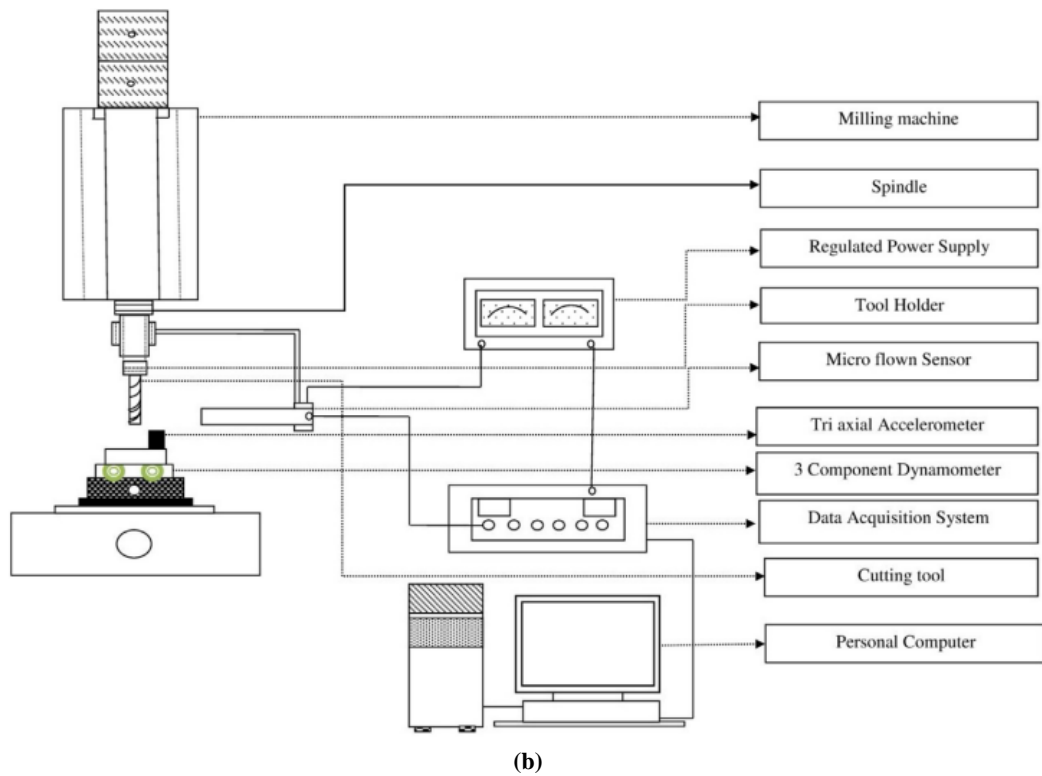 Milling machine
Spindle
Regulated Power Supply
Tool Holder
Micro flown Sensor
Tri axial Accelerometer
3 Component Dynamometer
Data Acquisition System
Cutting tool
Personal Computer
(b)